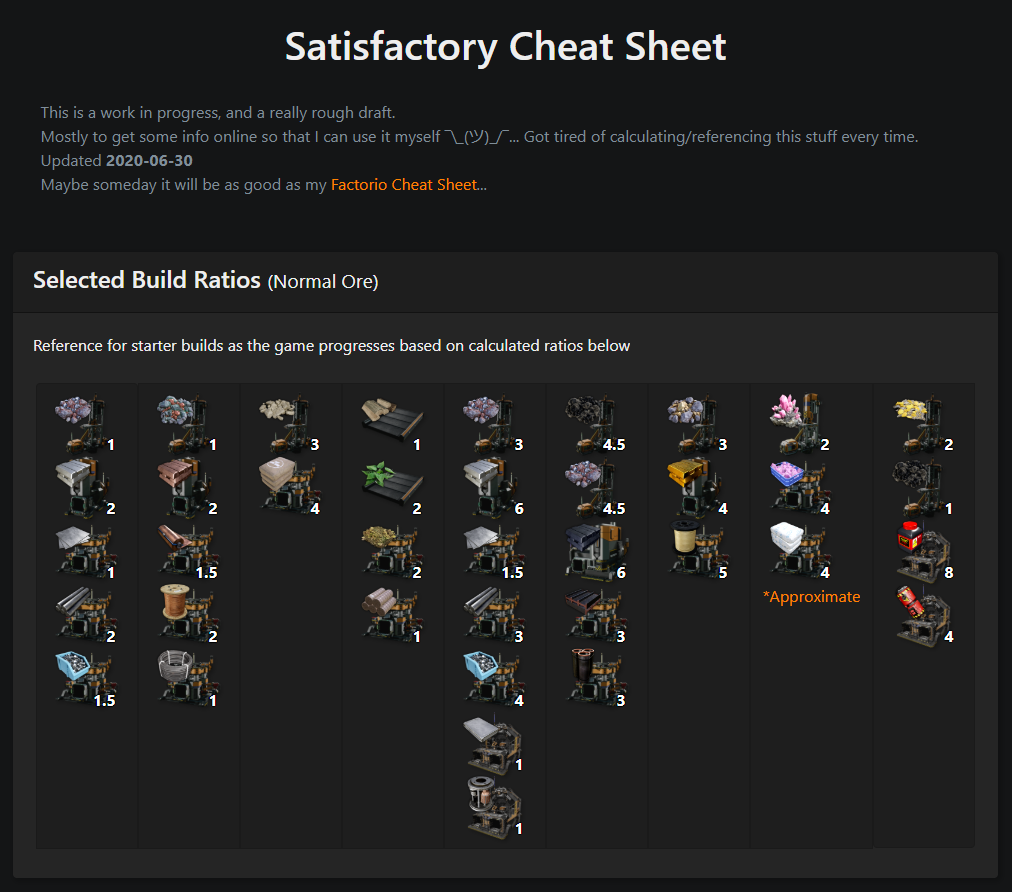 Satisfactory Cheat Sheet
This is a work in progress, and a really rough draft.
Mostly to get some info online so that I can use it myself ¯\_(ツ)_/¯... Got tired of calculating/referencing this stuff every time.
Updated 2020-06-30
Maybe someday it will be as good as my Factorio Cheat Sheet...
Selected Build Ratios (Normal Ore)
Reference for starter builds as the game progresses based on calculated ratios below
1 1 3 1 3 4.5 3 2 2
2 2 4 2 6 4.5 4 4 1
1 1.5 2 1.5 6 5 4 8
*Approximate
2 2 1 3 3 4
1.5 1 4 3
1
1